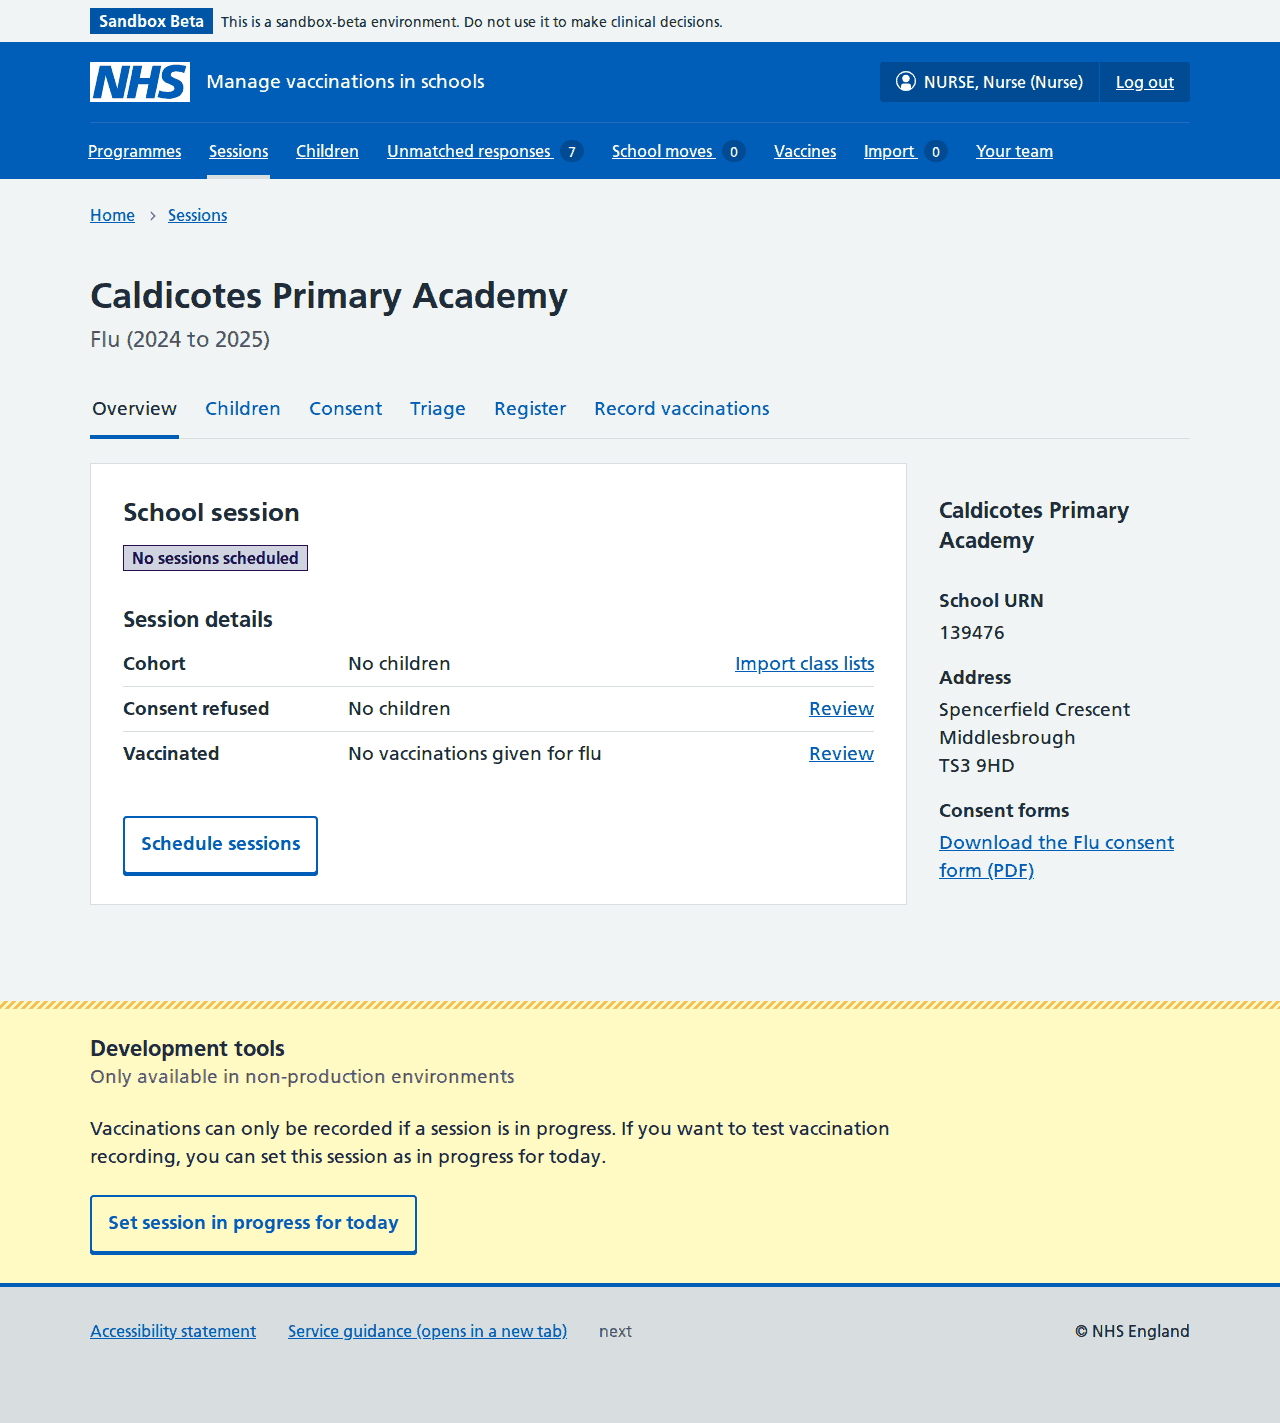 Sandbox Beta This is a sandbox-beta environment. Do not use it to make clinical decisions.
NHS Manage vaccinations in schools NURSE, Nurse (Nurse) Log out
Programmes Sessions Children Unmatched responses 7 School moves 0 Vaccines Import 0 Your team
Home Sessions
Caldicotes Primary Academy
Flu (2024 to 2025)
Overview Children Consent Triage Register Record vaccinations
School session
No sessions scheduled
Session details
Cohort No children Import class lists
Consent refused No children Review
Vaccinated No vaccinations given for flu Review
Schedule sessions
Caldicotes Primary
Academy
School URN
139476
Address
Spencerfield Crescent
Middlesbrough
TS3 9HD
Consent forms
Download the Flu consent
form (PDF)
Development tools
Only available in non-production environments
Vaccinations can only be recorded if a session is in progress. If you want to test vaccination
recording, you can set this session as in progress for today.
Set session in progress for today
Accessibility statement Service guidance (opens in a new tab) next © NHS England